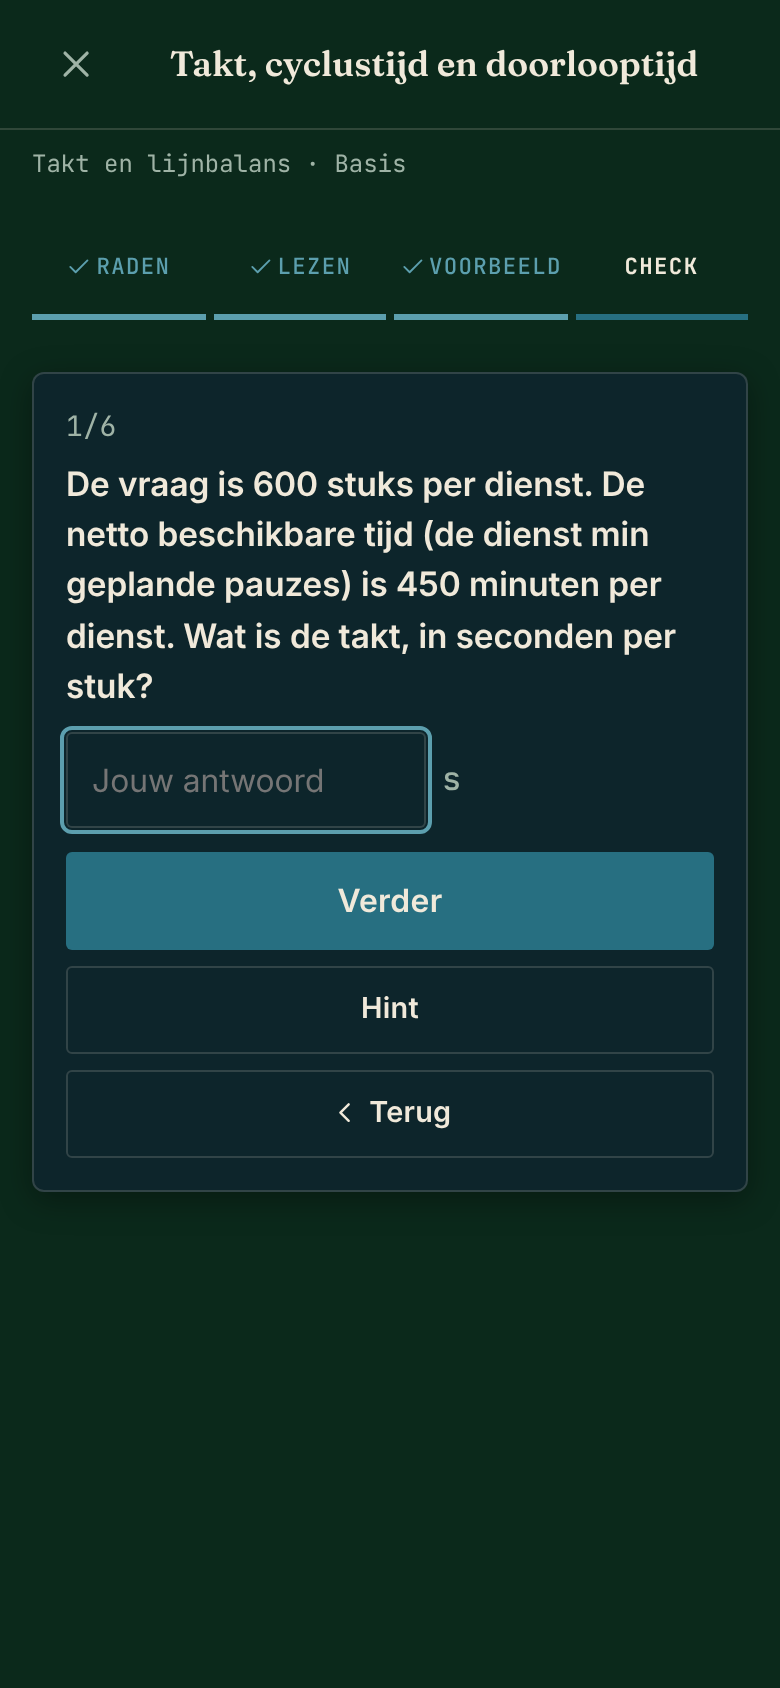 Takt, cyclustijd en doorlooptijd
Takt en lijnbalans · Basis
RADEN
LEZEN
VOORBEELD
CHECK
1/6
De vraag is 600 stuks per dienst. De
netto beschikbare tijd (de dienst min
geplande pauzes) is 450 minuten per
dienst. Wat is de takt, in seconden per
stuk?
Jouw antwoord
s
Verder
Hint
Terug